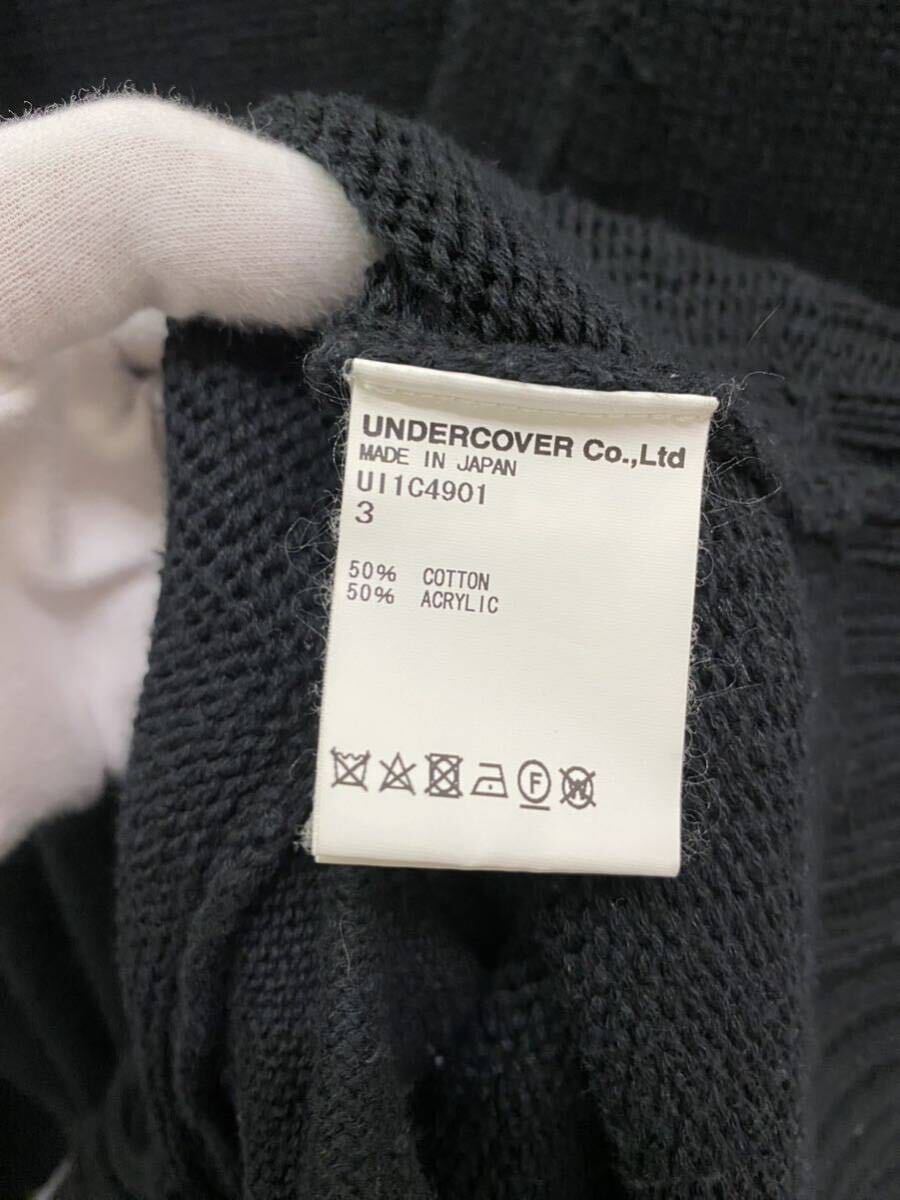 UNDERCOVER Co.,Ltd
MADE IN JAPAN
UI1C4901
3
50% COTTON
50% ACRYLIC
F W